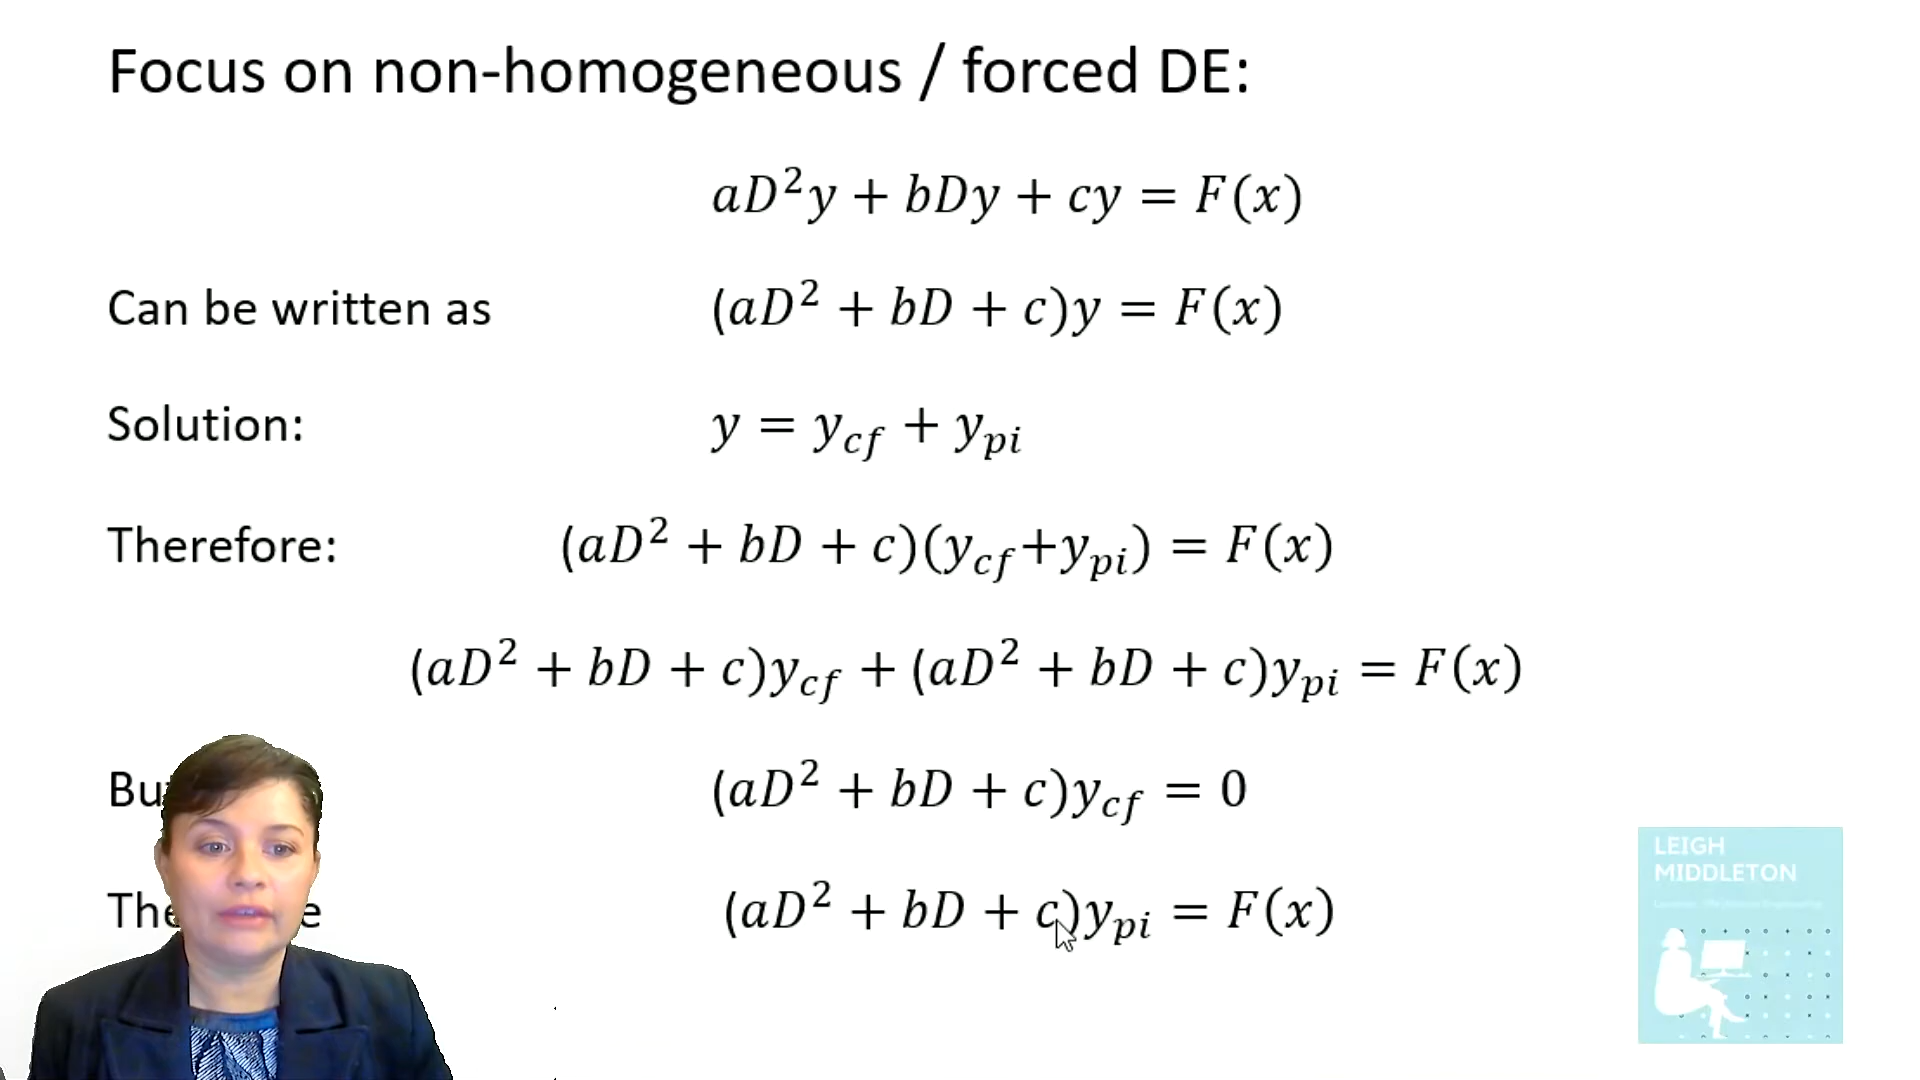 Focus on non-homogeneous / forced DE:
aD²y + bDy + cy = F(x)
Can be written as (aD² + bD + c)y = F(x)
Solution: y = y_cf + y_pi
Therefore: (aD² + bD + c)(y_cf+y_pi) = F(x)
(aD² + bD + c)y_cf + (aD² + bD + c)y_pi = F(x)
(aD² + bD + c)y_cf = 0
(aD² + bD + c)y_pi = F(x)
LEIGH
MIDDLETON